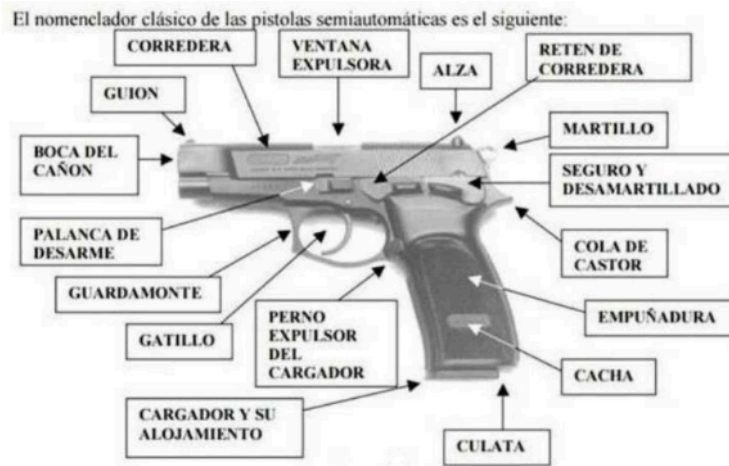 El nomenclador clásico de las pistolas semiautomáticas es el siguiente:
CORREDERA
VENTANA
EXPULSORA
ALZA
RETEN DE
CORREDERA
GUION
MARTILLO
BOCA DEL
CAÑON
SEGURO Y
DESAMARTILLADO
PALANCA DE
DESARME
COLA DE
CASTOR
GUARDAMONTE
GATILLO
PERNO
EXPULSOR
DEL
CARGADOR
EMPUÑADURA
CACHA
CARGADOR Y SU
ALOJAMIENTO
CULATA